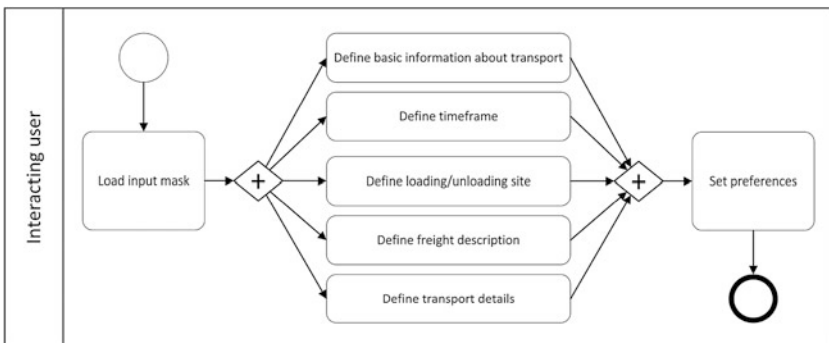 Interacting user
Load input mask
Define basic information about transport
Define timeframe
Define loading/unloading site
Define freight description
Define transport details
Set preferences